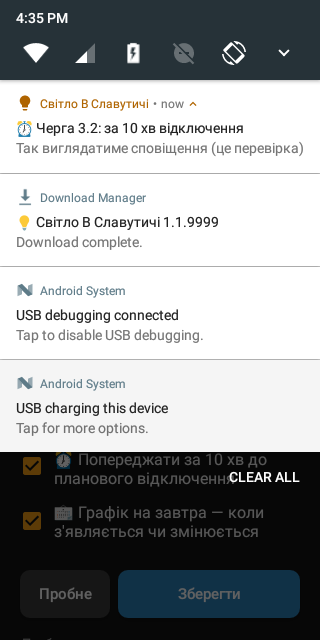 4:35 PM
Світло В Славутичі • now
⏰ Черга 3.2: за 10 хв відключення
Так виглядатиме сповіщення (це перевірка)
Download Manager
💡 Світло В Славутичі 1.1.9999
Download complete.
Android System
USB debugging connected
Tap to disable USB debugging.
Android System
USB charging this device
Tap for more options.
⏰ Попереджати за 10 хв до
планового відключення
CLEAR ALL
📅 Графік на завтра — коли
з'являється чи змінюється
Пробне
Зберегти